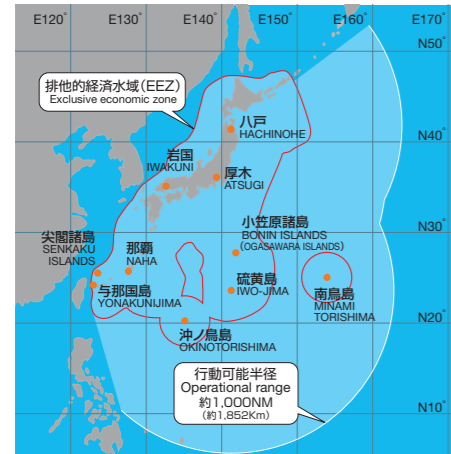 E120° E130° E140° E150° E160° E170°
N50°
排他的経済水域（EEZ）
Exclusive economic zone
八戸
HACHINOHE
N40°
岩国
IWAKUNI
厚木
ATSUGI
N30°
小笠原諸島
BONIN ISLANDS
(OGASAWARA ISLANDS)
尖閣諸島
SENKAKU
ISLANDS
那覇
NAHA
与那国島
YONAKUNIJIMA
硫黄島
IWO-JIMA
南鳥島
MINAMI
TORISHIMA
N20°
沖ノ鳥島
OKINOTORISHIMA
行動可能半径
Operational range
約1,000NM
（約1,852Km）
N10°